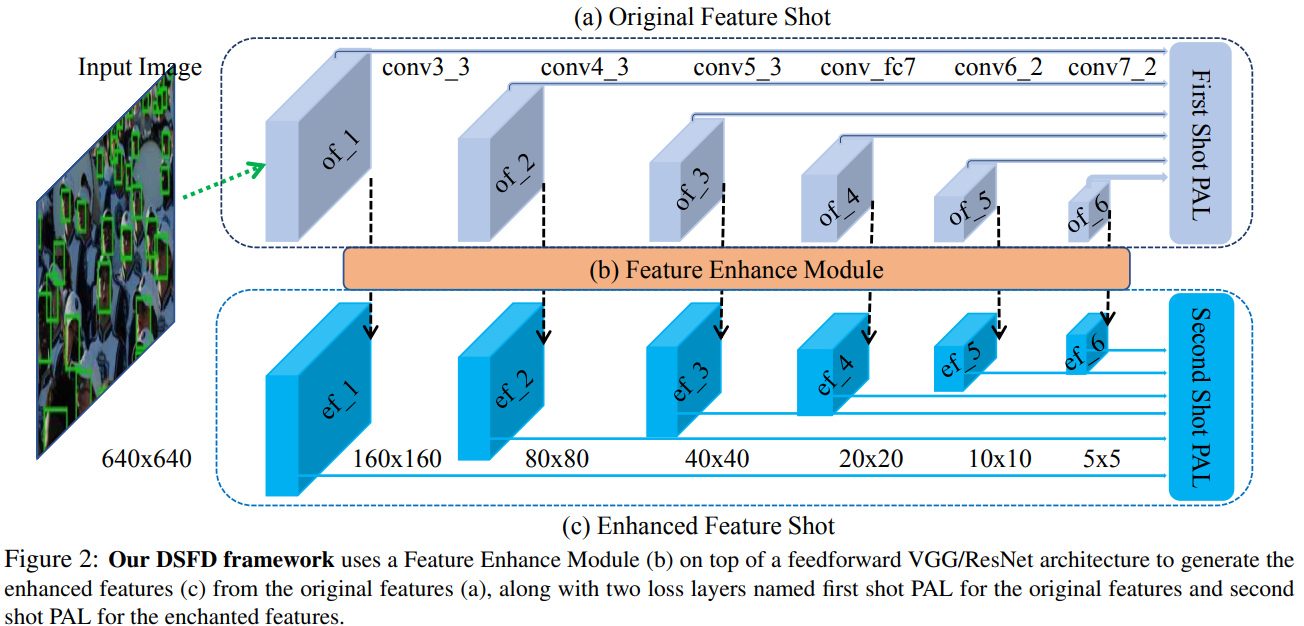 (a) Original Feature Shot
Input Image
conv3_3 conv4_3 conv5_3 conv_fc7 conv6_2 conv7_2
First Shot PAL
of_1 of_2 of_3 of_4 of_5 of_6
(b) Feature Enhance Module
ef_1 ef_2 ef_3 ef_4 ef_5 ef_6
Second Shot PAL
640x640 160x160 80x80 40x40 20x20 10x10 5x5
(c) Enhanced Feature Shot
Figure 2: Our DSFD framework uses a Feature Enhance Module (b) on top of a feedforward VGG/ResNet architecture to generate the
enhanced features (c) from the original features (a), along with two loss layers named first shot PAL for the original features and second
shot PAL for the enchanted features.